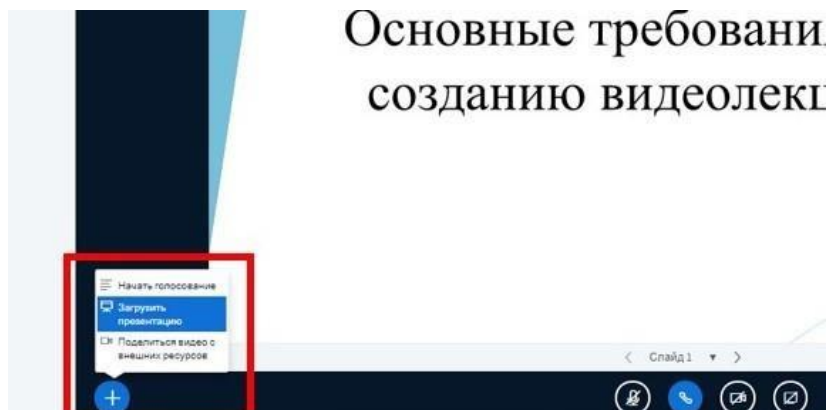 Основные требовани
созданию видеолекц
Начать голосование
Загрузить
презентацию
Поделиться видео с
внешних ресурсов
Слайд 1